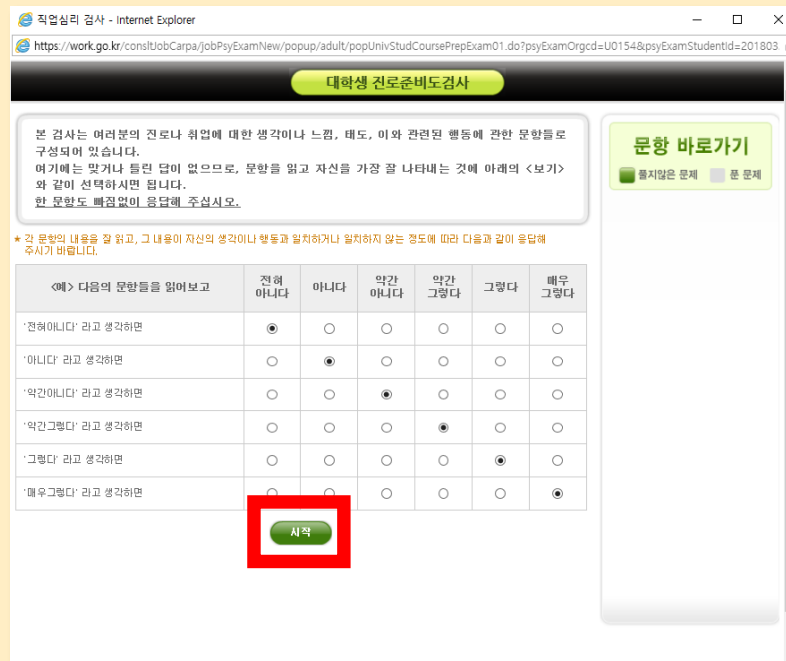 직업심리 검사 - Internet Explorer
https://work.go.kr/consltJobCarpa/jobPsyExamNew/popup/adult/popUnivStudCoursePrepExam01.do?psyExamOrgcd=U0154&psyExamStudentId=201803
대학생 진로준비도검사
본 검사는 여러분의 진로나 취업에 대한 생각이나 느낌, 태도, 이와 관련된 행동에 관한 문항들로
구성되어 있습니다.
여기에는 맞거나 틀린 답이 없으므로, 문항을 읽고 자신을 가장 잘 나타내는 것에 아래의 <보기>
와 같이 선택하시면 됩니다.
한 문항도 빠짐없이 응답해 주십시오.
문항 바로가기
풀지않은 문제 푼 문제
★ 각 문항의 내용을 잘 읽고, 그 내용이 자신의 생각이나 행동과 일치하거나 일치하지 않는 정도에 따라 다음과 같이 응답해
주시기 바랍니다.
<예> 다음의 문항들을 읽어보고
전혀
아니다
아니다
약간
아니다
약간
그렇다
그렇다
매우
그렇다
'전혀아니다' 라고 생각하면
'아니다' 라고 생각하면
'약간아니다' 라고 생각하면
'약간그렇다' 라고 생각하면
'그렇다' 라고 생각하면
'매우그렇다' 라고 생각하면
시작